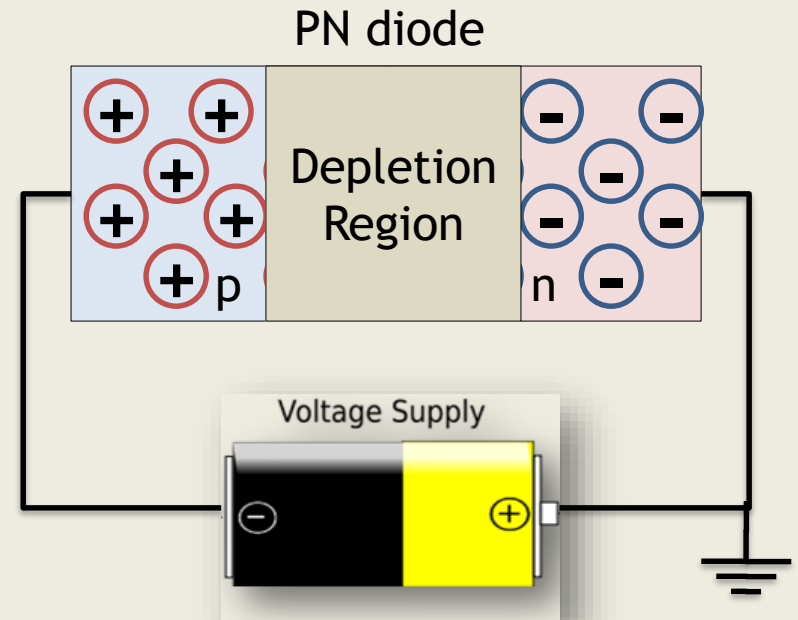 PN diode
+ + - -
+ -
Depletion
Region
+ + - -
+ p n -
Voltage Supply
− +